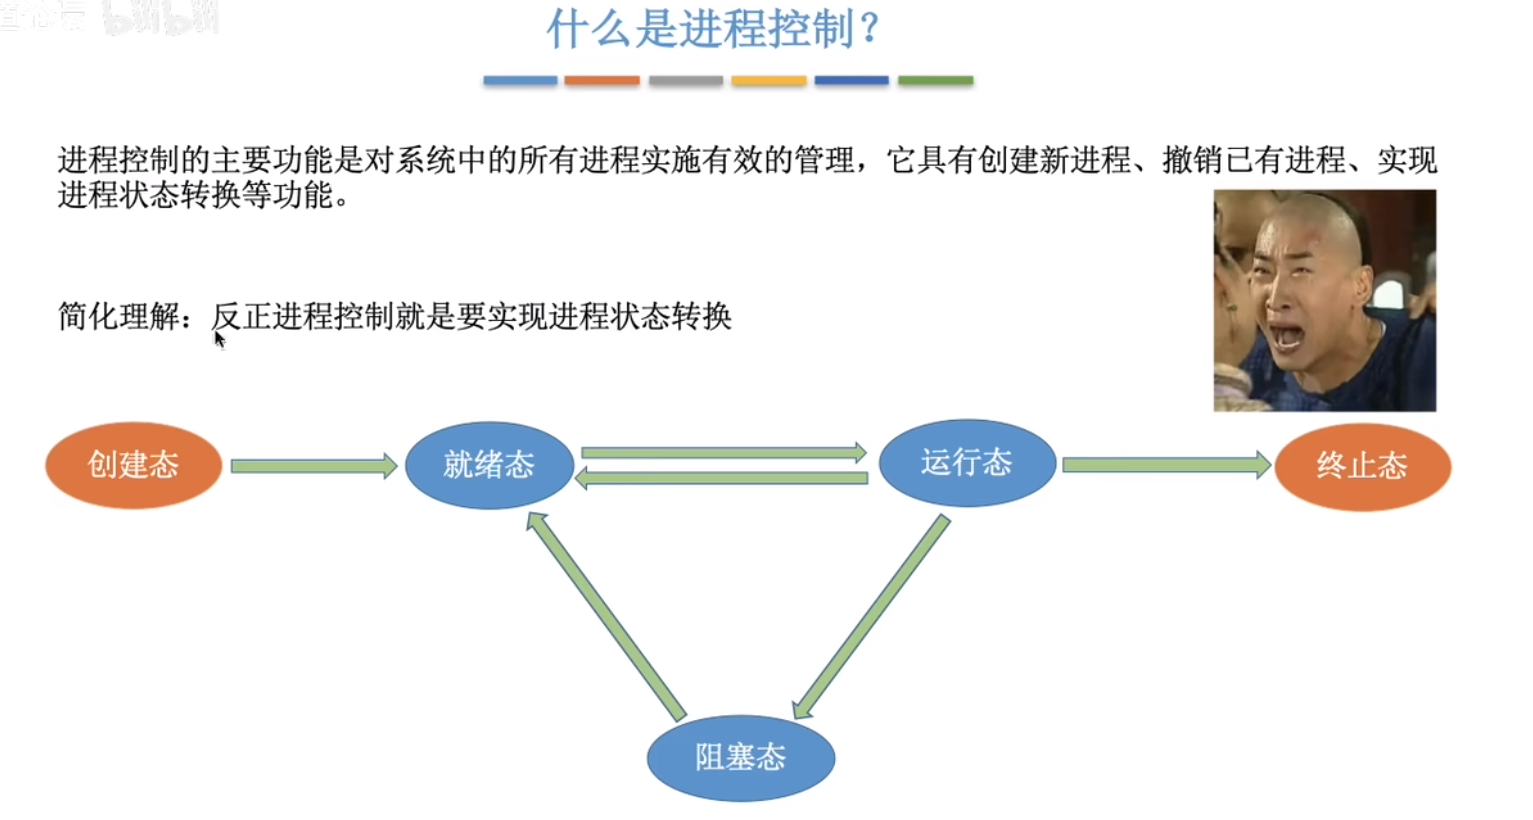 bilibili
什么是进程控制？
进程控制的主要功能是对系统中的所有进程实施有效的管理，它具有创建新进程、撤销已有进程、实现
进程状态转换等功能。
简化理解：反正进程控制就是要实现进程状态转换
创建态
就绪态
运行态
终止态
阻塞态